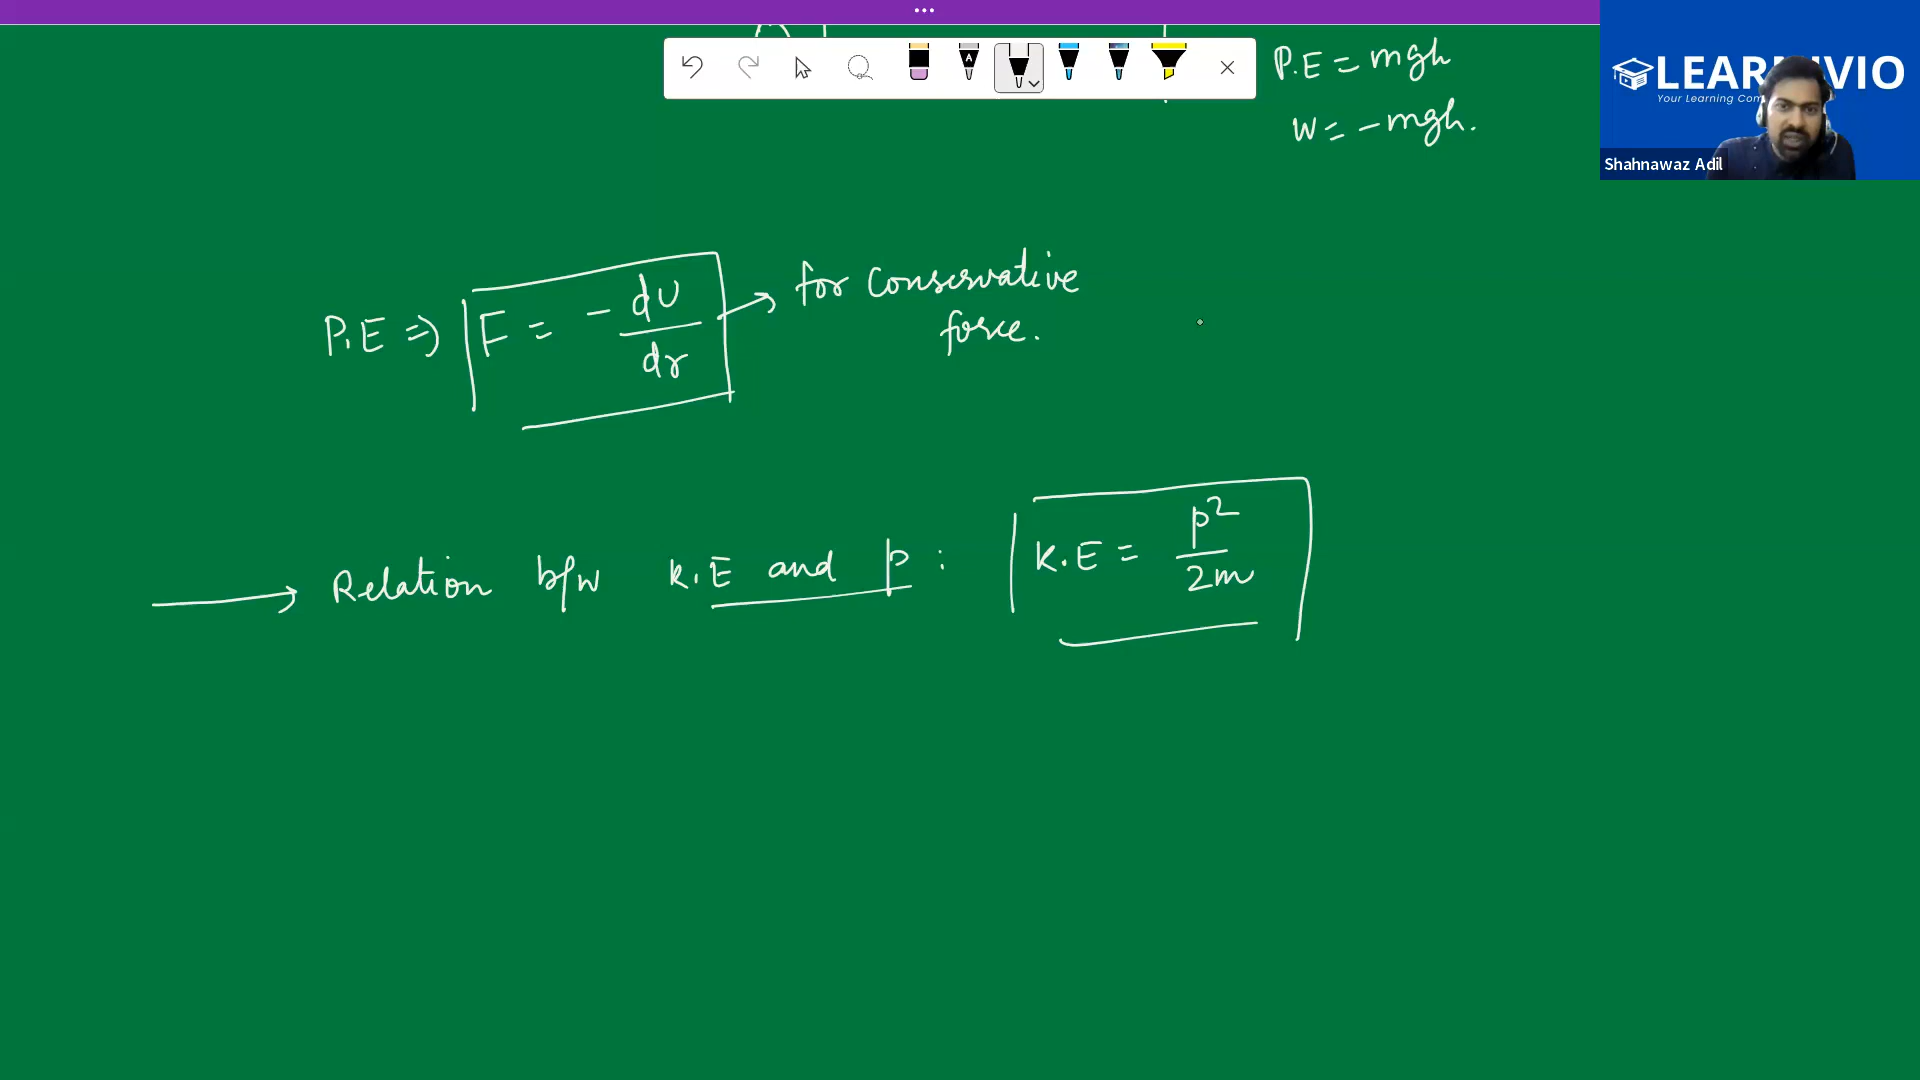 P.E = mgh
W = - mgh.
LEARNVIO
Your Learning Com
Shahnawaz Adil
P.E ⇒ F = - dU/dr → for conservative
force.
→ Relation b/w K.E and p : K.E = p²/2m